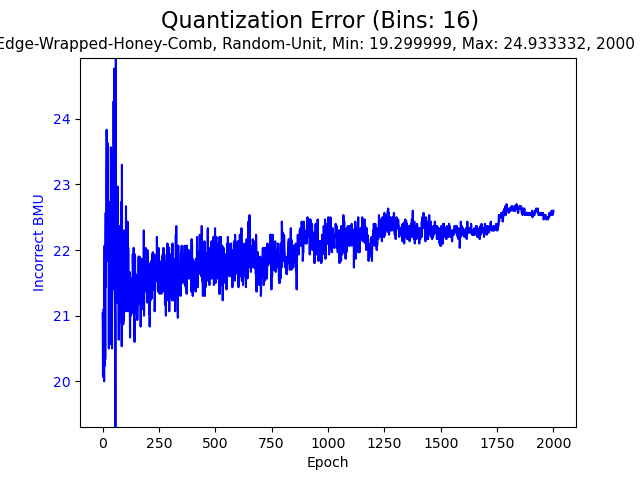 Quantization Error (Bins: 16)
Edge-Wrapped-Honey-Comb, Random-Unit, Min: 19.299999, Max: 24.933332, 2000
24
23
22
21
20
Incorrect BMU
0 250 500 750 1000 1250 1500 1750 2000
Epoch